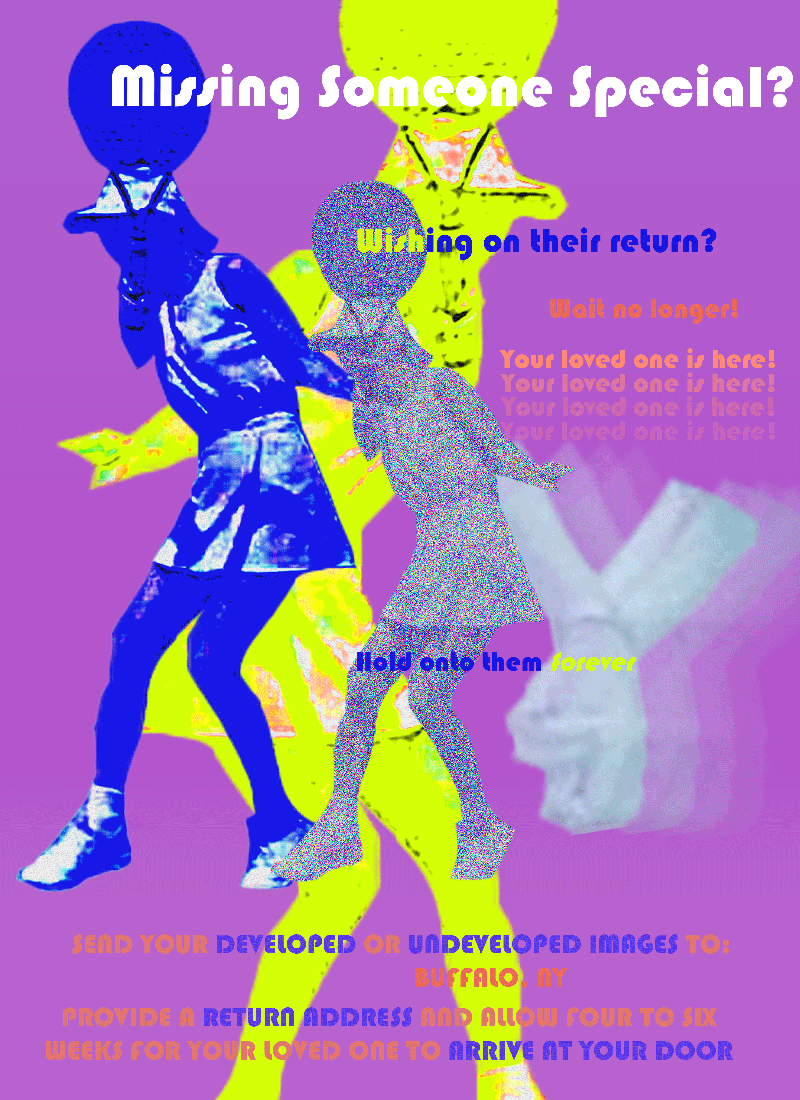 Missing Someone Special?
Wishing on their return?
Wait no longer!
Your loved one is here!
Your loved one is here!
Your loved one is here!
Your loved one is here!
Hold onto them forever
SEND YOUR DEVELOPED OR UNDEVELOPED IMAGES TO:
BUFFALO, NY
PROVIDE A RETURN ADDRESS AND ALLOW FOUR TO SIX
WEEKS FOR YOUR LOVED ONE TO ARRIVE AT YOUR DOOR